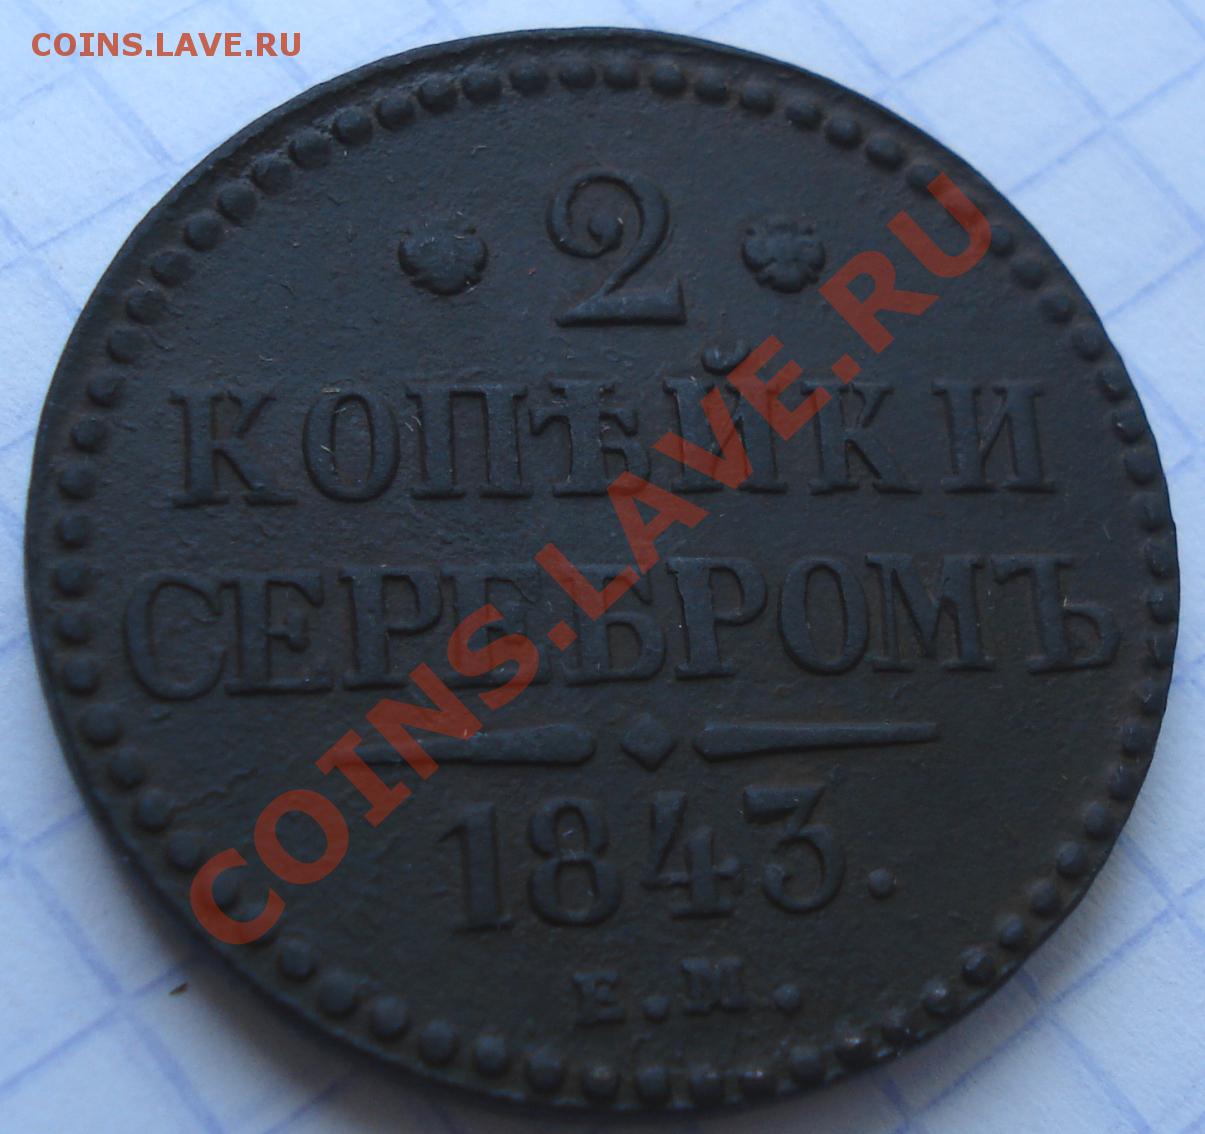 COINS.LAVE.RU
2
КОПѢЙКИ
СЕРЕБРОМЪ
1843.
Е.М.
COINS.LAVE.RU